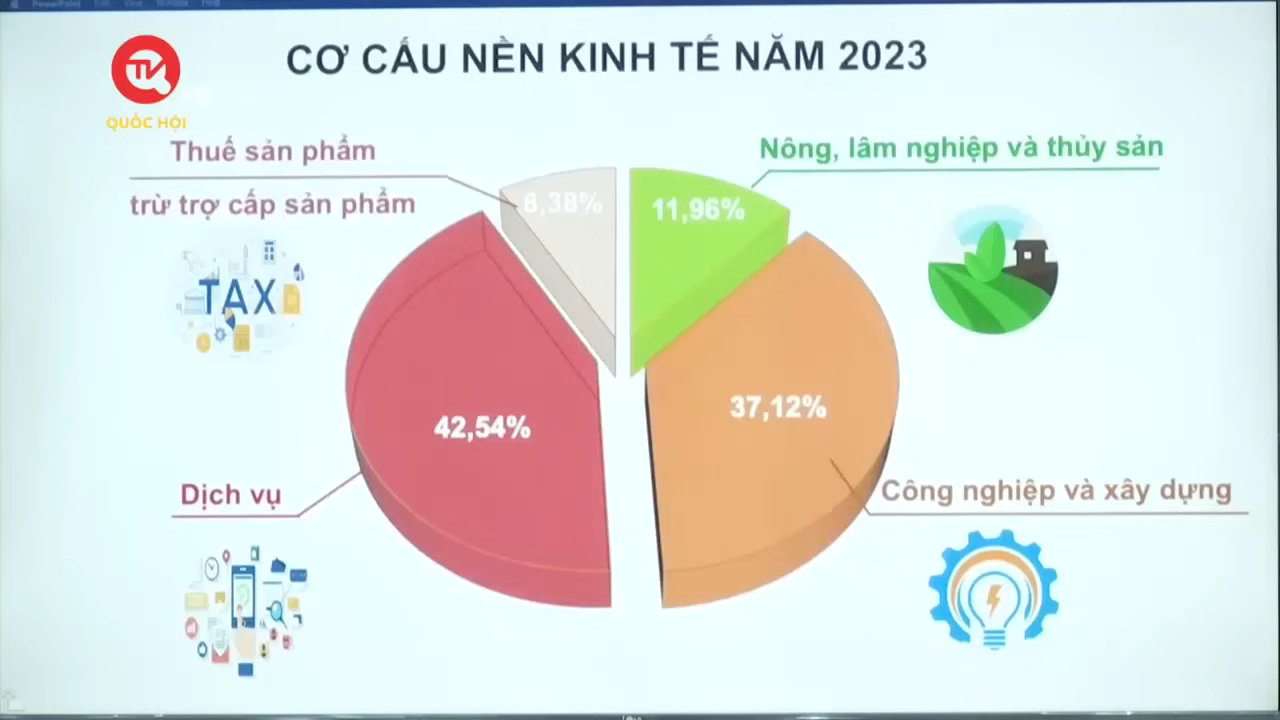 CƠ CẤU NỀN KINH TẾ NĂM 2023
TV
QUỐC HỘI
Thuế sản phẩm
trừ trợ cấp sản phẩm
Nông, lâm nghiệp và thủy sản
8,38%
11,96%
TAX
37,12%
42,54%
Dịch vụ
Công nghiệp và xây dựng